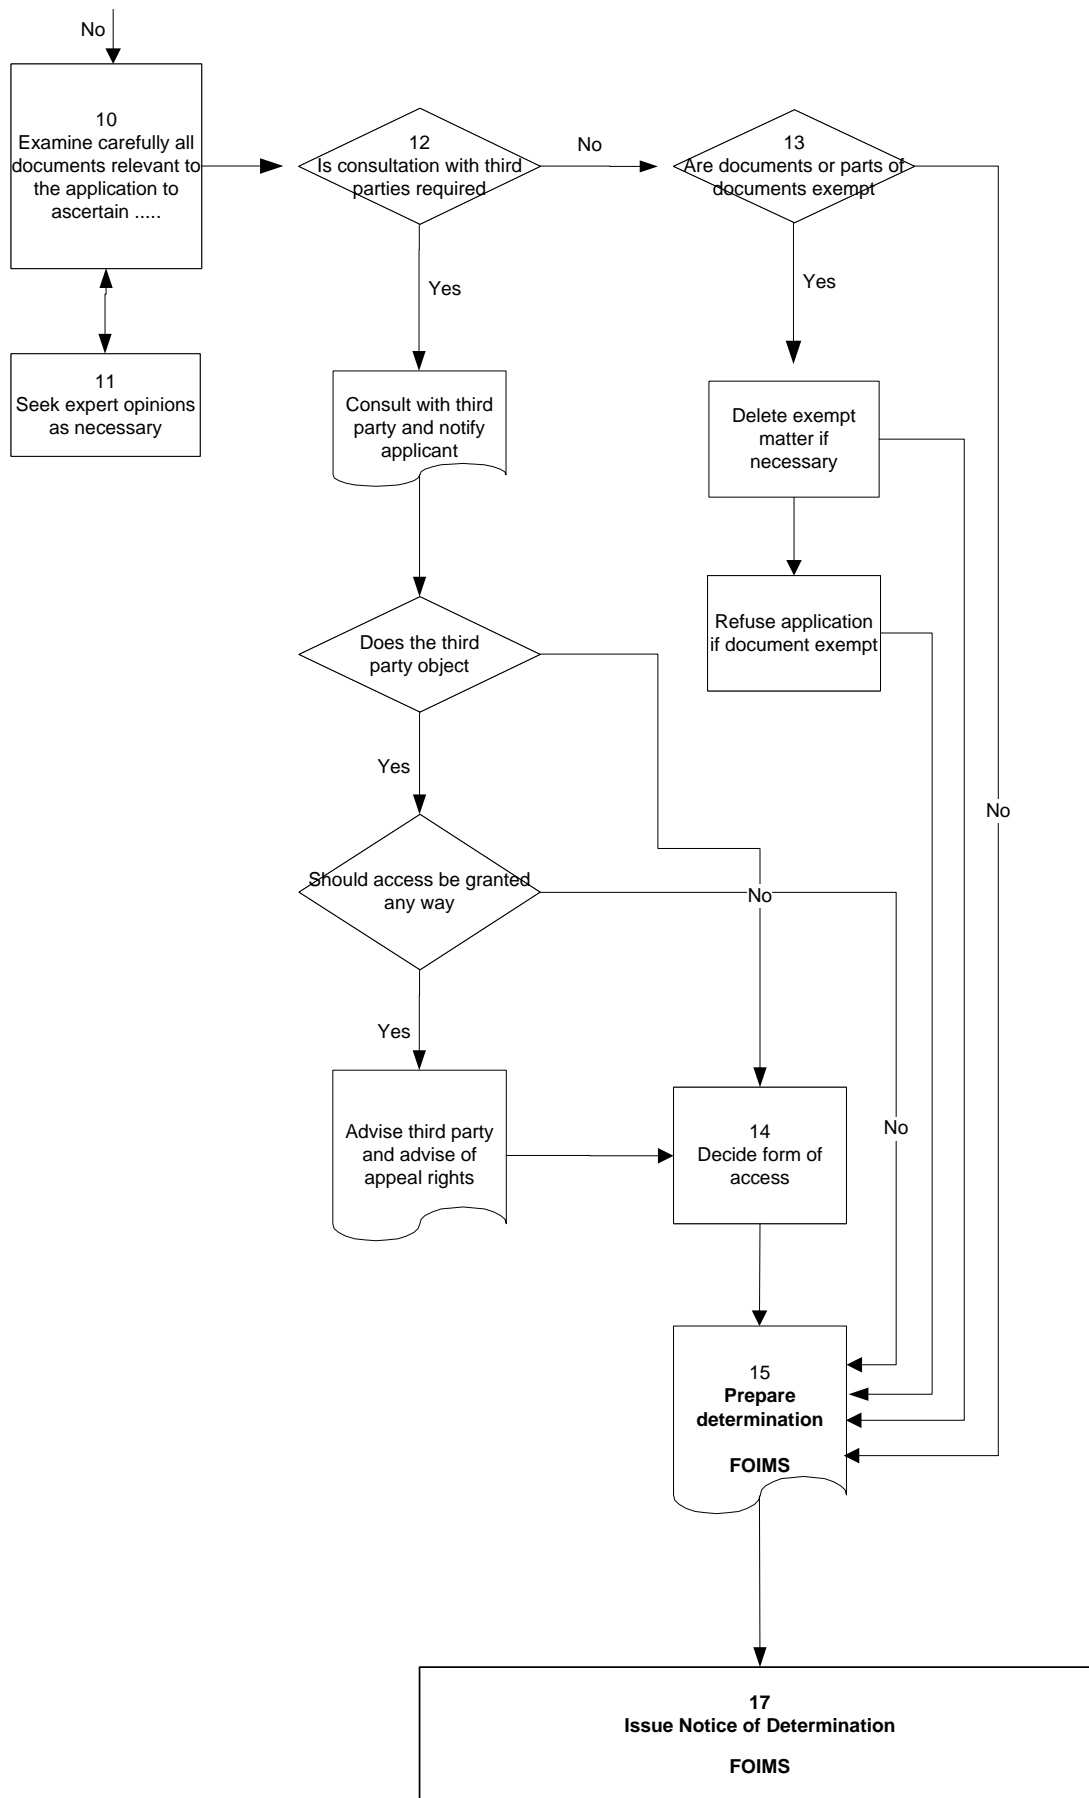 No
10
Examine carefully all
documents relevant to
the application to
ascertain .....
11
Seek expert opinions
as necessary
12
Is consultation with third
parties required
No
13
Are documents or parts of
documents exempt
Yes
Yes
Consult with third
party and notify
applicant
Delete exempt
matter if
necessary
Refuse application
if document exempt
Does the third
party object
Yes
No
Should access be granted
any way
No
Yes
Advise third party
and advise of
appeal rights
14
Decide form of
access
No
15
Prepare
determination
FOIMS
17
Issue Notice of Determination
FOIMS